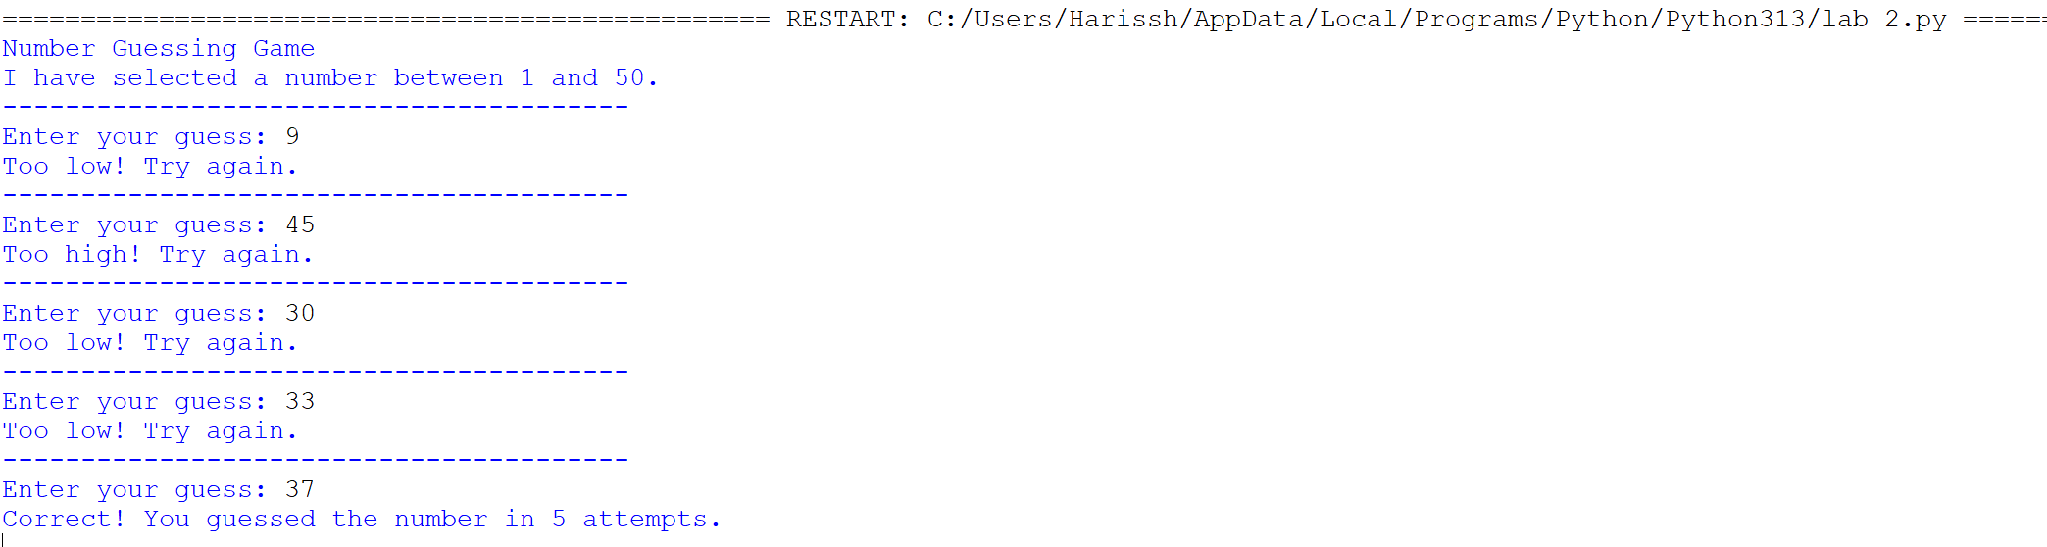 ================================================= RESTART: C:/Users/Harissh/AppData/Local/Programs/Python/Python313/lab 2.py ======
Number Guessing Game
I have selected a number between 1 and 50.
----------------------------------------
Enter your guess: 9
Too low! Try again.
----------------------------------------
Enter your guess: 45
Too high! Try again.
----------------------------------------
Enter your guess: 30
Too low! Try again.
----------------------------------------
Enter your guess: 33
Too low! Try again.
----------------------------------------
Enter your guess: 37
Correct! You guessed the number in 5 attempts.